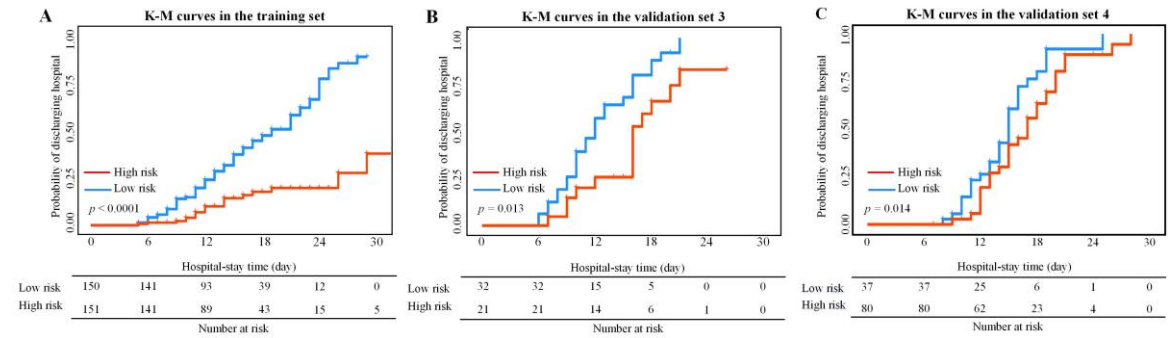 A
K-M curves in the training set
Probability of discharging hospital
1.00
0.75
0.50
0.25
0.00
High risk
Low risk
p < 0.0001
0 6 12 18 24 30
Hospital-stay time (day)
Low risk 150 141 93 39 12 0
High risk 151 141 89 43 15 5
Number at risk
B
K-M curves in the validation set 3
Probability of discharging hospital
1.00
0.75
0.50
0.25
0.00
High risk
Low risk
p = 0.013
0 6 12 18 24 30
Hospital-stay time (day)
Low risk 32 32 15 5 0 0
High risk 21 21 14 6 1 0
Number at risk
C
K-M curves in the validation set 4
Probability of discharging hospital
1.00
0.75
0.50
0.25
0.00
High risk
Low risk
p = 0.014
0 6 12 18 24 30
Hospital-stay time (day)
Low risk 37 37 25 6 1 0
High risk 80 80 62 23 4 0
Number at risk